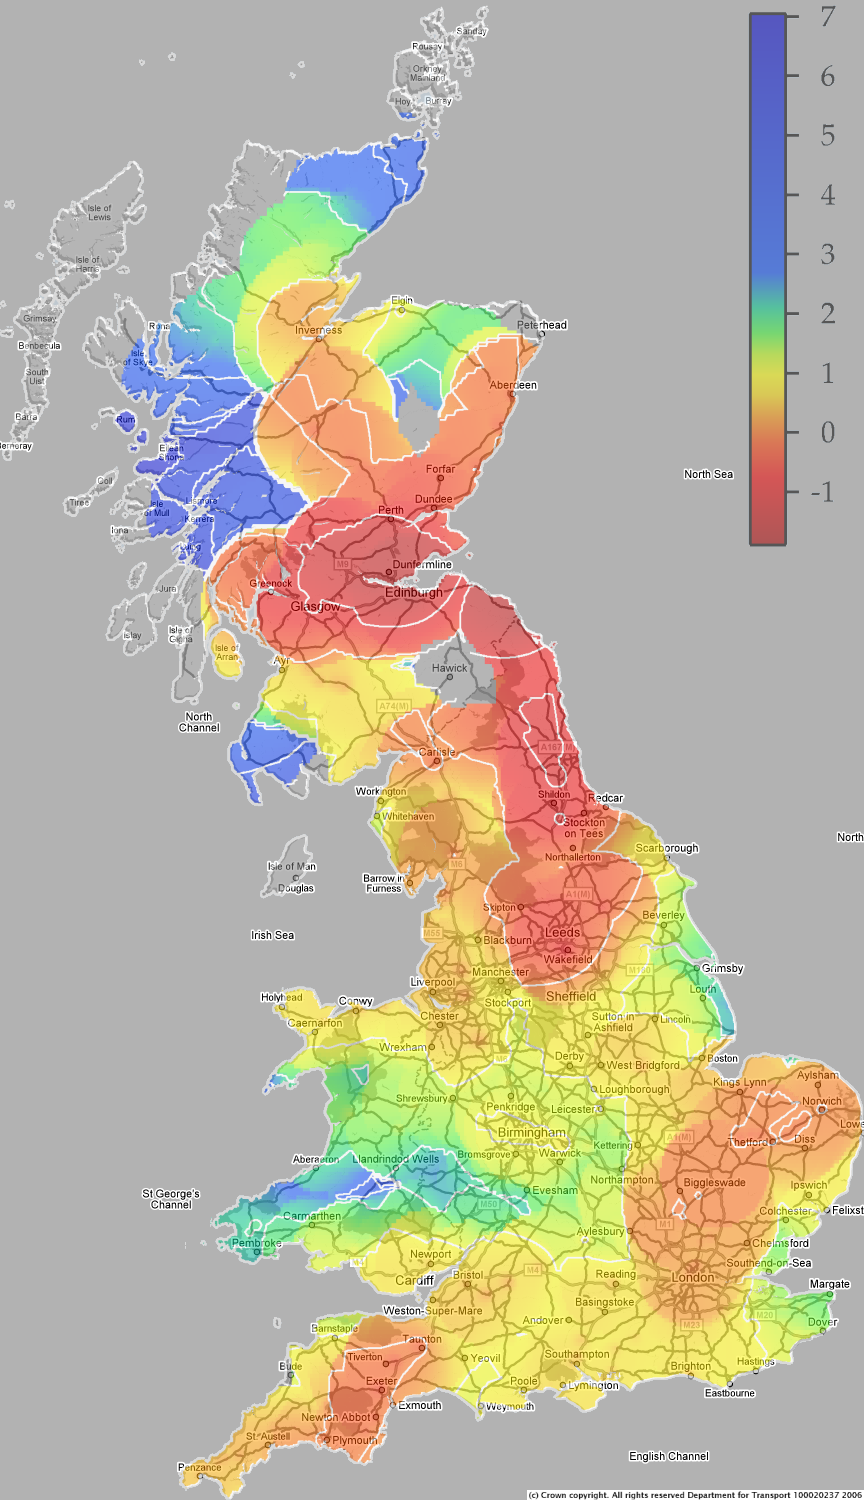 7
6
5
4
3
2
1
0
-1
Sanday
Rousay
Orkney
Mainland
Hoy
Burray
Isle of
Lewis
Isle of
Harris
Grimsay
Benbecula
South
Uist
Barra
Berneray
Rona
Isle
of Skye
Rum
Eilean
Shona
Coll
Tiree
Isle
of Mull
Lismore
Kerrera
Iona
Luing
Jura
Islay
Isle of
Gigha
Isle of
Arran
Elgin
Peterhead
Inverness
Aberdeen
North Sea
Forfar
Dundee
Perth
M9
Dunfermline
Greenock
Edinburgh
Glasgow
Ayr
Hawick
North
Channel
A74(M)
Carlisle
A167(M)
Workington
Whitehaven
Shildon
Redcar
Stockton
on Tees
Northallerton
Scarborough
North
M6
Isle of Man
Douglas
Barrow in
Furness
A1(M)
Skipton
Beverley
Irish Sea
M55
Blackburn
Leeds
Wakefield
Manchester
M180
Grimsby
Liverpool
Stockport
Sheffield
Louth
Holyhead
Conwy
Caernarfon
Chester
Sutton in
Ashfield
Lincoln
Wrexham
M6
Derby
West Bridgford
Boston
Loughborough
Kings Lynn
Aylsham
Shrewsbury
Penkridge
Leicester
Norwich
Lowe
Birmingham
Kettering
A1(M)
Thetford
Diss
Aberaeron
Llandrindod Wells
Bromsgrove
Warwick
Northampton
Biggleswade
Ipswich
St George's
Channel
Evesham
M50
Colchester
Felixst
Carmarthen
Aylesbury
M1
Chelmsford
Pembroke
M4
Newport
Southend-on-Sea
Cardiff
Bristol
M4
Reading
London
Margate
Weston-Super-Mare
Basingstoke
M20
Andover
M23
Dover
Barnstaple
Taunton
Tiverton
Yeovil
Southampton
Hastings
Bude
Brighton
Exeter
Poole
Lymington
Eastbourne
Exmouth
Weymouth
Newton Abbot
St. Austell
Plymouth
English Channel
Penzance
(c) Crown copyright. All rights reserved Department for Transport 100020237 2006